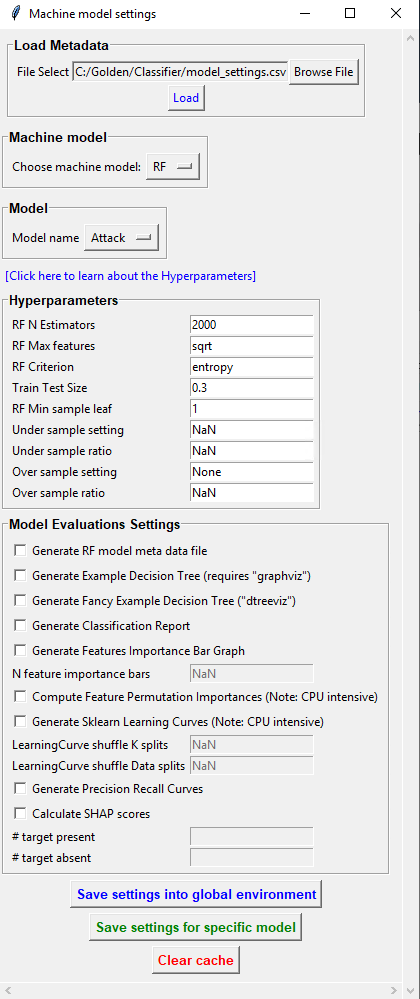 Machine model settings
Load Metadata
File Select C:/Golden/Classifier/model_settings.csv Browse File
Load
Machine model
Choose machine model: RF
Model
Model name Attack
[Click here to learn about the Hyperparameters]
Hyperparameters
RF N Estimators 2000
RF Max features sqrt
RF Criterion entropy
Train Test Size 0.3
RF Min sample leaf 1
Under sample setting NaN
Under sample ratio NaN
Over sample setting None
Over sample ratio NaN
Model Evaluations Settings
Generate RF model meta data file
Generate Example Decision Tree (requires "graphviz")
Generate Fancy Example Decision Tree ("dtreeviz")
Generate Classification Report
Generate Features Importance Bar Graph
N feature importance bars NaN
Compute Feature Permutation Importances (Note: CPU intensive)
Generate Sklearn Learning Curves (Note: CPU intensive)
LearningCurve shuffle K splits NaN
LearningCurve shuffle Data splits NaN
Generate Precision Recall Curves
Calculate SHAP scores
# target present
# target absent
Save settings into global environment
Save settings for specific model
Clear cache